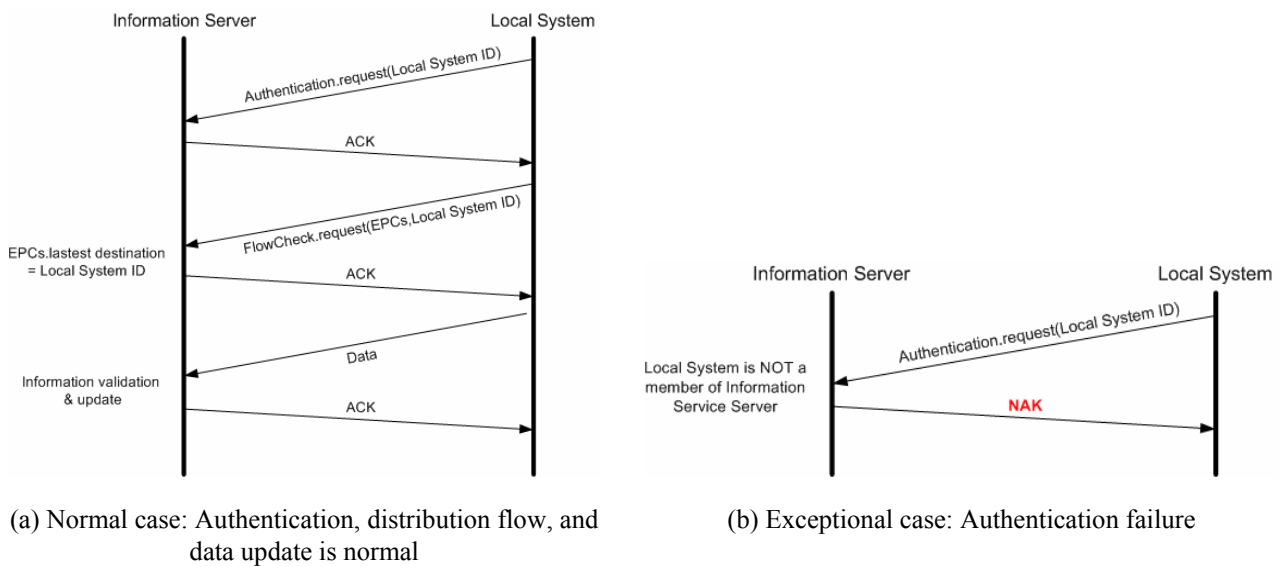 Information Server
Local System
Authentication.request(Local System ID)
ACK
FlowCheck.request(EPCs,Local System ID)
EPCs.lastest destination
= Local System ID
ACK
Data
Information validation
& update
ACK
(a) Normal case: Authentication, distribution flow, and
data update is normal
Information Server
Local System
Authentication.request(Local System ID)
Local System is NOT a
member of Information
Service Server
NAK
(b) Exceptional case: Authentication failure